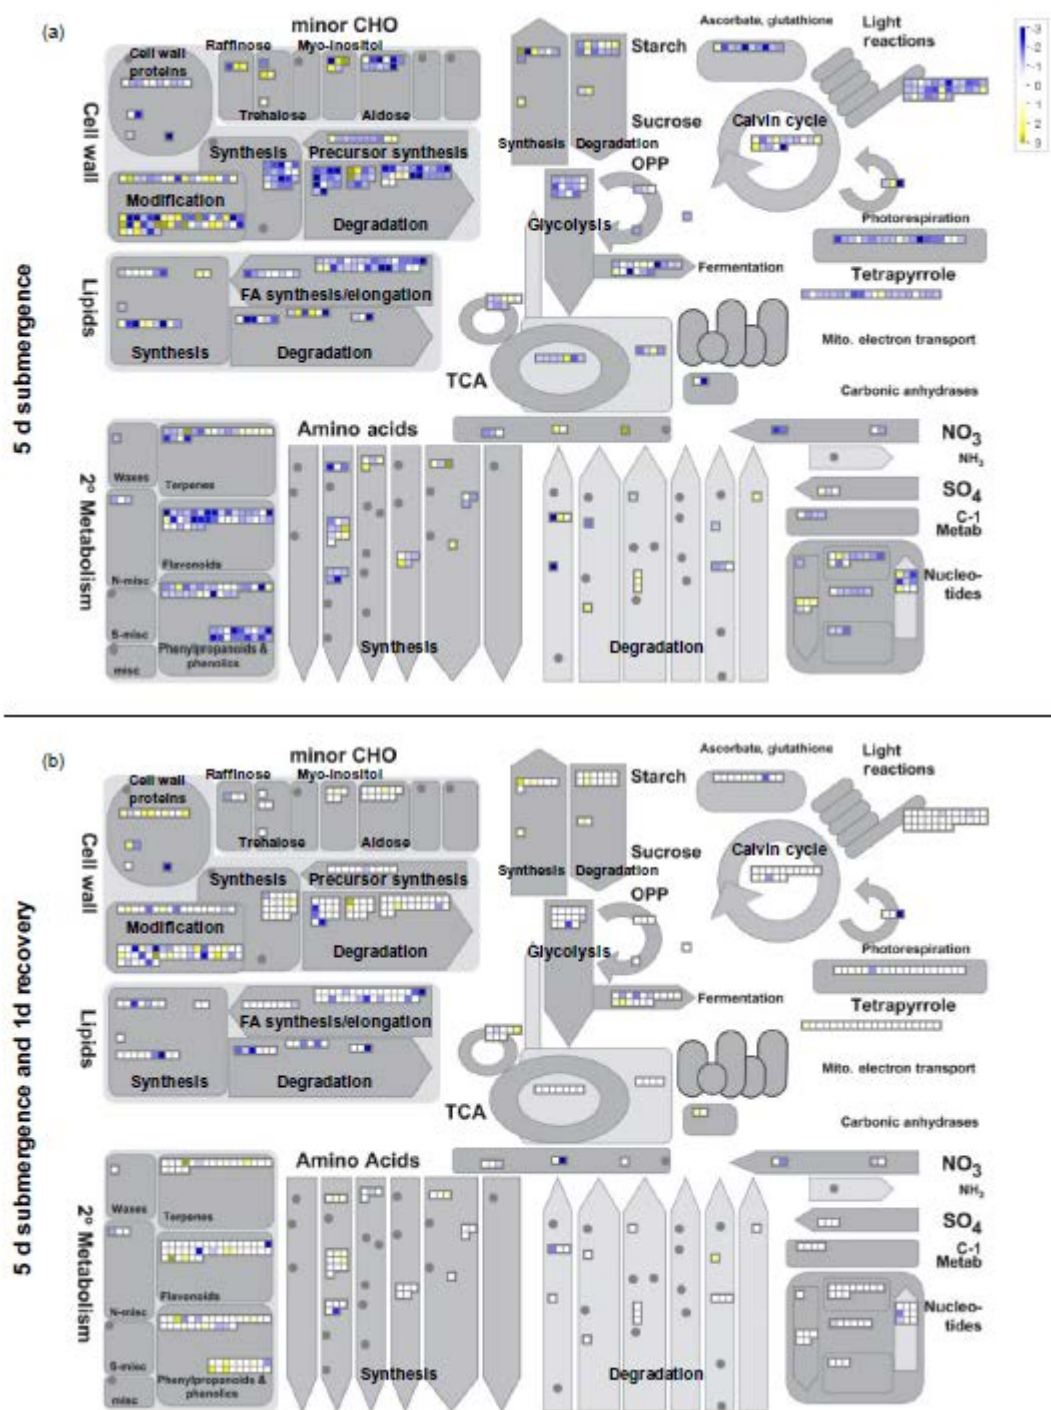 (a)
minor CHO
Raffinose
Myo-inositol
Trehalose
Aldose
Cell wall proteins
Cell wall
Synthesis
Precursor synthesis
Modification
Degradation
Lipids
FA synthesis/elongation
Synthesis
Degradation
5 d submergence
Starch
Sucrose
Synthesis
Degradation
OPP
Glycolysis
Fermentation
TCA
Ascorbate, glutathione
Light reactions
Calvin cycle
Photorespiration
Tetrapyrrole
Mito. electron transport
Carbonic anhydrases
-3
-2
-1
0
1
2
3
2º Metabolism
Waxes
Terpenes
Flavonoids
N-misc
S-misc
Phenylpropanoids & phenolics
misc
Amino acids
Synthesis
Degradation
NO3
NH3
SO4
C-1 Metab
Nucleo-tides
(b)
minor CHO
Raffinose
Myo-inositol
Trehalose
Aldose
Cell wall proteins
Cell wall
Synthesis
Precursor synthesis
Modification
Degradation
Lipids
FA synthesis/elongation
Synthesis
Degradation
5 d submergence and 1d recovery
Starch
Sucrose
Synthesis
Degradation
OPP
Glycolysis
Fermentation
TCA
Ascorbate, glutathione
Light reactions
Calvin cycle
Photorespiration
Tetrapyrrole
Mito. electron transport
Carbonic anhydrases
2º Metabolism
Waxes
Terpenes
Flavonoids
N-misc
S-misc
Phenylpropanoids & phenolics
misc
Amino Acids
Synthesis
Degradation
NO3
NH3
SO4
C-1 Metab
Nucleo-tides